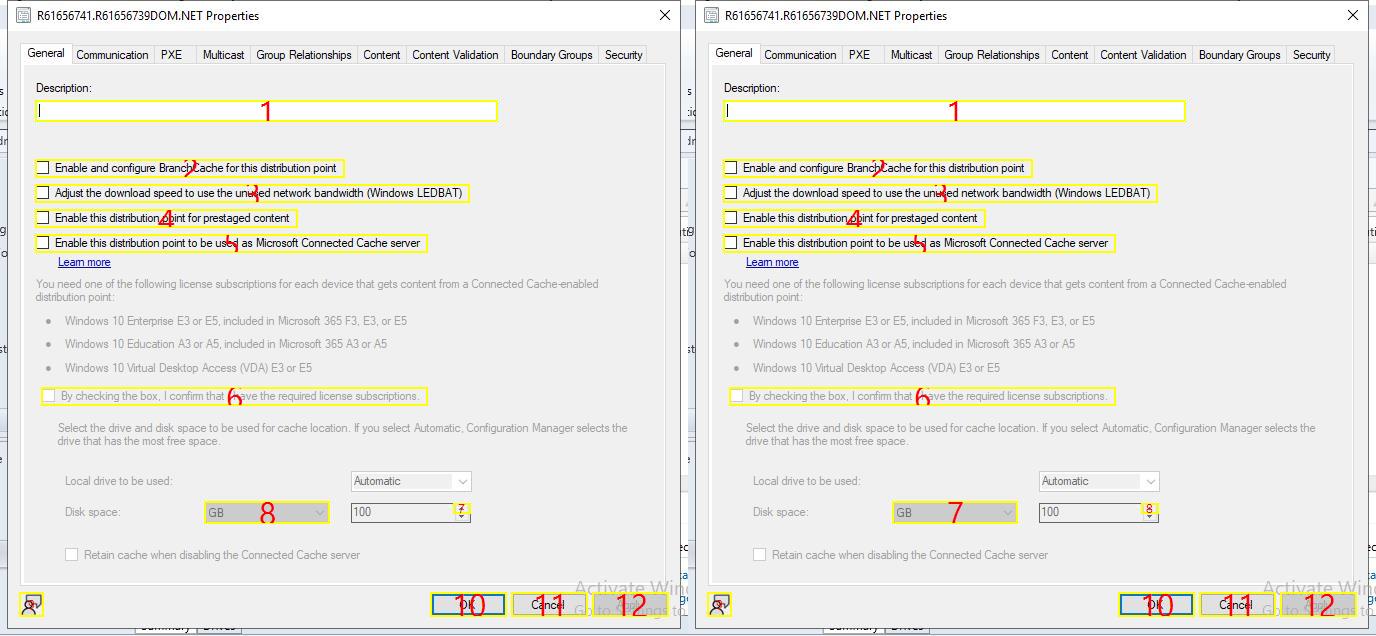 R61656741.R61656739DOM.NET Properties
General Communication PXE Multicast Group Relationships Content Content Validation Boundary Groups Security
Description:
1
Enable and configure BranchCache for this distribution point
2
Adjust the download speed to use the unused network bandwidth (Windows LEDBAT)
3
Enable this distribution point for prestaged content
4
Enable this distribution point to be used as Microsoft Connected Cache server
5
Learn more
You need one of the following license subscriptions for each device that gets content from a Connected Cache-enabled
distribution point:
• Windows 10 Enterprise E3 or E5, included in Microsoft 365 F3, E3, or E5
• Windows 10 Education A3 or A5, included in Microsoft 365 A3 or A5
• Windows 10 Virtual Desktop Access (VDA) E3 or E5
By checking the box, I confirm that I have the required license subscriptions.
6
Select the drive and disk space to be used for cache location. If you select Automatic, Configuration Manager selects the
drive that has the most free space.
Local drive to be used: Automatic
Disk space: GB 8 100 7
Retain cache when disabling the Connected Cache server
Activate Win
Go to Settings to
OK 10 Cancel 11 12
Summary Drives
R61656741.R61656739DOM.NET Properties
General Communication PXE Multicast Group Relationships Content Content Validation Boundary Groups Security
Description:
1
Enable and configure BranchCache for this distribution point
2
Adjust the download speed to use the unused network bandwidth (Windows LEDBAT)
3
Enable this distribution point for prestaged content
4
Enable this distribution point to be used as Microsoft Connected Cache server
5
Learn more
You need one of the following license subscriptions for each device that gets content from a Connected Cache-enabled
distribution point:
• Windows 10 Enterprise E3 or E5, included in Microsoft 365 F3, E3, or E5
• Windows 10 Education A3 or A5, included in Microsoft 365 A3 or A5
• Windows 10 Virtual Desktop Access (VDA) E3 or E5
By checking the box, I confirm that I have the required license subscriptions.
6
Select the drive and disk space to be used for cache location. If you select Automatic, Configuration Manager selects the
drive that has the most free space.
Local drive to be used: Automatic
Disk space: GB 7 100 8
Retain cache when disabling the Connected Cache server
Activate Win
Go to Settings to
OK 10 Cancel 11 12
Summary Drives